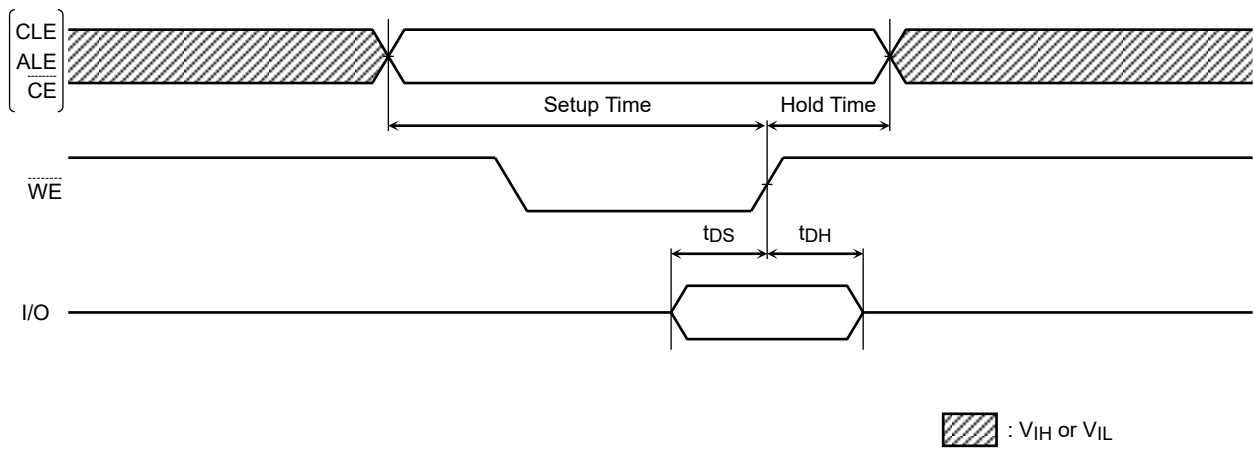 CLE
ALE
CE
Setup Time
Hold Time
WE
tDS
tDH
I/O
: VIH or VIL